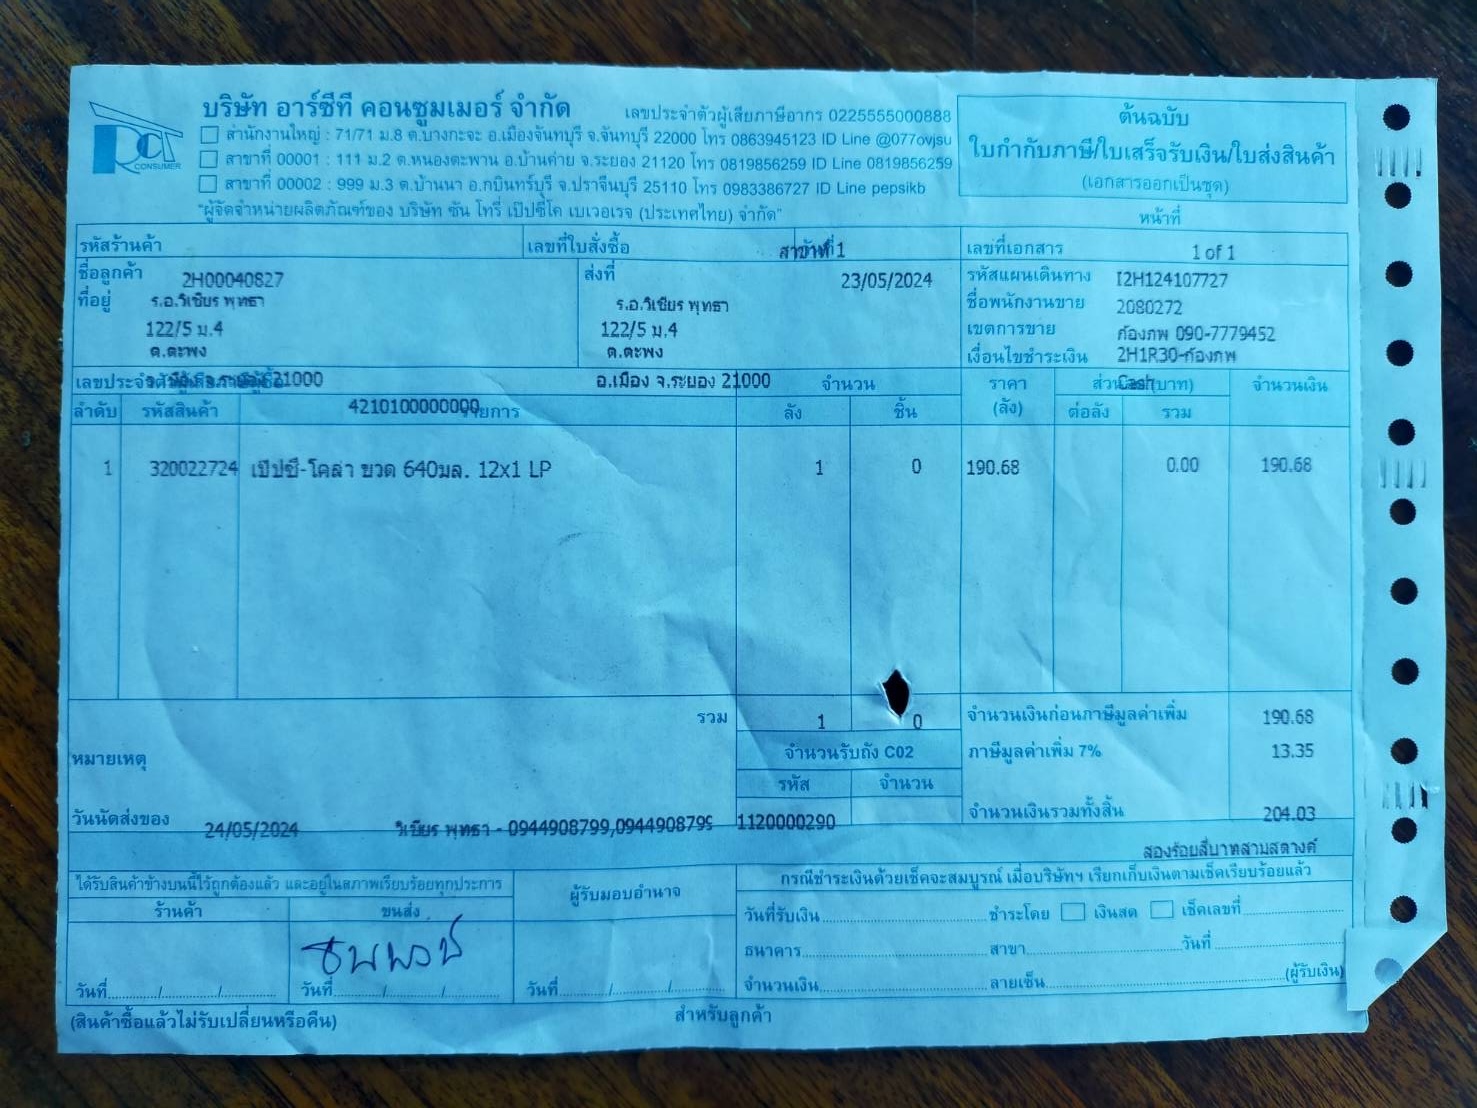 RCT
CONSUMER
บริษัท อาร์ซีที คอนซูมเมอร์ จำกัด เลขประจำตัวผู้เสียภาษีอากร 0225555000888
สำนักงานใหญ่ : 71/71 ม.8 ต.บางกะจะ อ.เมืองจันทบุรี จ.จันทบุรี 22000 โทร 0863945123 ID Line @077ovjsu
สาขาที่ 00001 : 111 ม.2 ต.หนองตะพาน อ.บ้านค่าย จ.ระยอง 21120 โทร 0819856259 ID Line 0819856259
สาขาที่ 00002 : 999 ม.3 ต.บ้านนา อ.กบินทร์บุรี จ.ปราจีนบุรี 25110 โทร 0983386727 ID Line pepsikb
"ผู้จัดจำหน่ายผลิตภัณฑ์ของ บริษัท ซัน โทรี่ เป๊ปซี่โค เบเวอเรจ (ประเทศไทย) จำกัด"
ต้นฉบับ
ใบกำกับภาษี/ใบเสร็จรับเงิน/ใบส่งสินค้า
(เอกสารออกเป็นชุด)
หน้าที่
รหัสร้านค้า เลขที่ใบสั่งซื้อ สาขาที่ 1 เลขที่เอกสาร 1 of 1
ชื่อลูกค้า 2H00040827 ส่งที่ 23/05/2024 รหัสแผนเดินทาง I2H124107727
ที่อยู่ ร.อ.วิเชียร พุทธา ร.อ.วิเชียร พุทธา ชื่อพนักงานขาย 2080272
122/5 ม.4 122/5 ม.4 เขตการขาย ก้องภพ 090-7779452
ต.ตะพง ต.ตะพง เงื่อนไขชำระเงิน 2H1R30-ก้องภพ
เลขประจำตัวผู้เสียภาษีผู้ซื้อ 21000 อ.เมือง จ.ระยอง 21000 จำนวน ราคา ส่วนลด(บาท) Cash จำนวนเงิน
ลำดับ รหัสสินค้า 4210100000000 รายการ ลัง ชิ้น (ลัง) ต่อลัง รวม
1 320022724 เป๊ปซี่-โคล่า ขวด 640มล. 12x1 LP 1 0 190.68 0.00 190.68
รวม 1 0 จำนวนเงินก่อนภาษีมูลค่าเพิ่ม 190.68
หมายเหตุ จำนวนรับถัง C02 ภาษีมูลค่าเพิ่ม 7% 13.35
รหัส จำนวน
วันนัดส่งของ 24/05/2024 วิเชียร พุทธา - 0944908799,0944908799 1120000290 จำนวนเงินรวมทั้งสิ้น 204.03
สองร้อยสี่บาทสามสตางค์
ได้รับสินค้าข้างบนนี้ไว้ถูกต้องแล้ว และอยู่ในสภาพเรียบร้อยทุกประการ ผู้รับมอบอำนาจ กรณีชำระเงินด้วยเช็คจะสมบูรณ์ เมื่อบริษัทฯ เรียกเก็บเงินตามเช็คเรียบร้อยแล้ว
ร้านค้า ขนส่ง วันที่รับเงิน ชำระโดย เงินสด เช็คเลขที่
ธนาคาร สาขา วันที่
วันที่ / / วันที่ / / วันที่ / / จำนวนเงิน ลายเซ็น (ผู้รับเงิน)
(สินค้าซื้อแล้วไม่รับเปลี่ยนหรือคืน) สำหรับลูกค้า